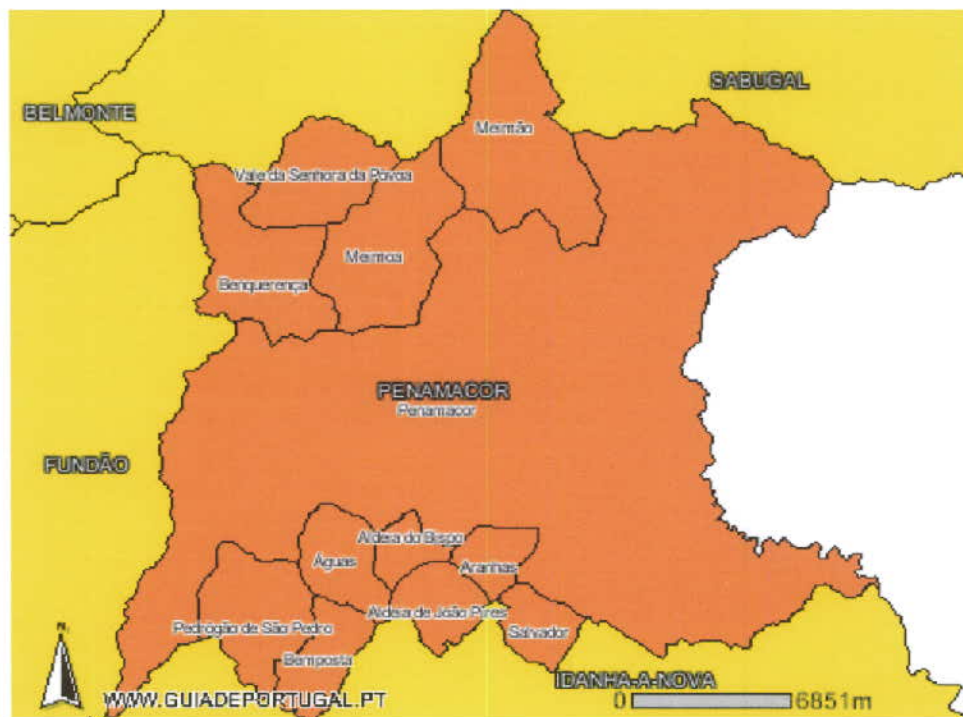 SABUGAL
BELMONTE
Meimão
Vale da Senhora da Póvoa
Meimoa
Benquerença
PENAMACOR
Penamacor
FUNDÃO
Aldeia do Bispo
Águas
Aranhas
Aldeia de João Pires
Pedrógão de São Pedro
Salvador
Bemposta
IDANHA-A-NOVA
N
WWW.GUIADEPORTUGAL.PT
0 6851m